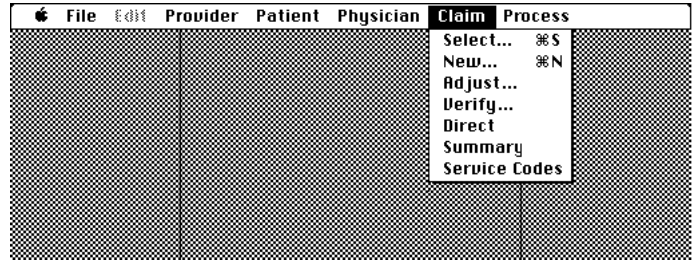 File Edit Provider Patient Physician Claim Process
Select... ⌘S
New... ⌘N
Adjust...
Verify...
Direct
Summary
Service Codes